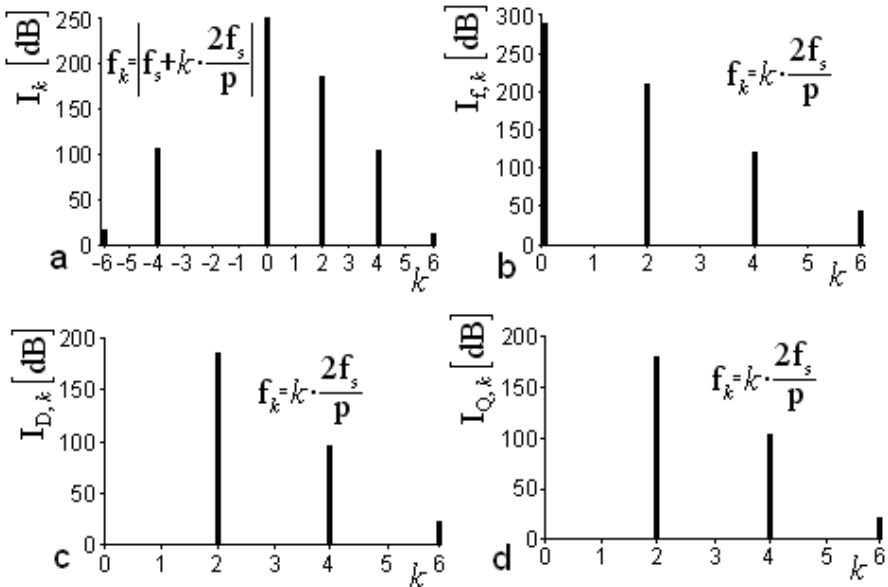 I_k [dB]
250
200
150
100
50
0
f_k=|f_s+k·2f_s/p|
-6 -5 -4 -3 -2 -1 0 1 2 3 4 5 6
k
a
I_f,k [dB]
300
250
200
150
100
50
0
f_k=k·2f_s/p
0 1 2 3 4 5 6
k
b
I_D,k [dB]
200
150
100
50
0
f_k=k·2f_s/p
0 1 2 3 4 5 6
k
c
I_Q,k [dB]
200
150
100
50
0
f_k=k·2f_s/p
0 1 2 3 4 5 6
k
d